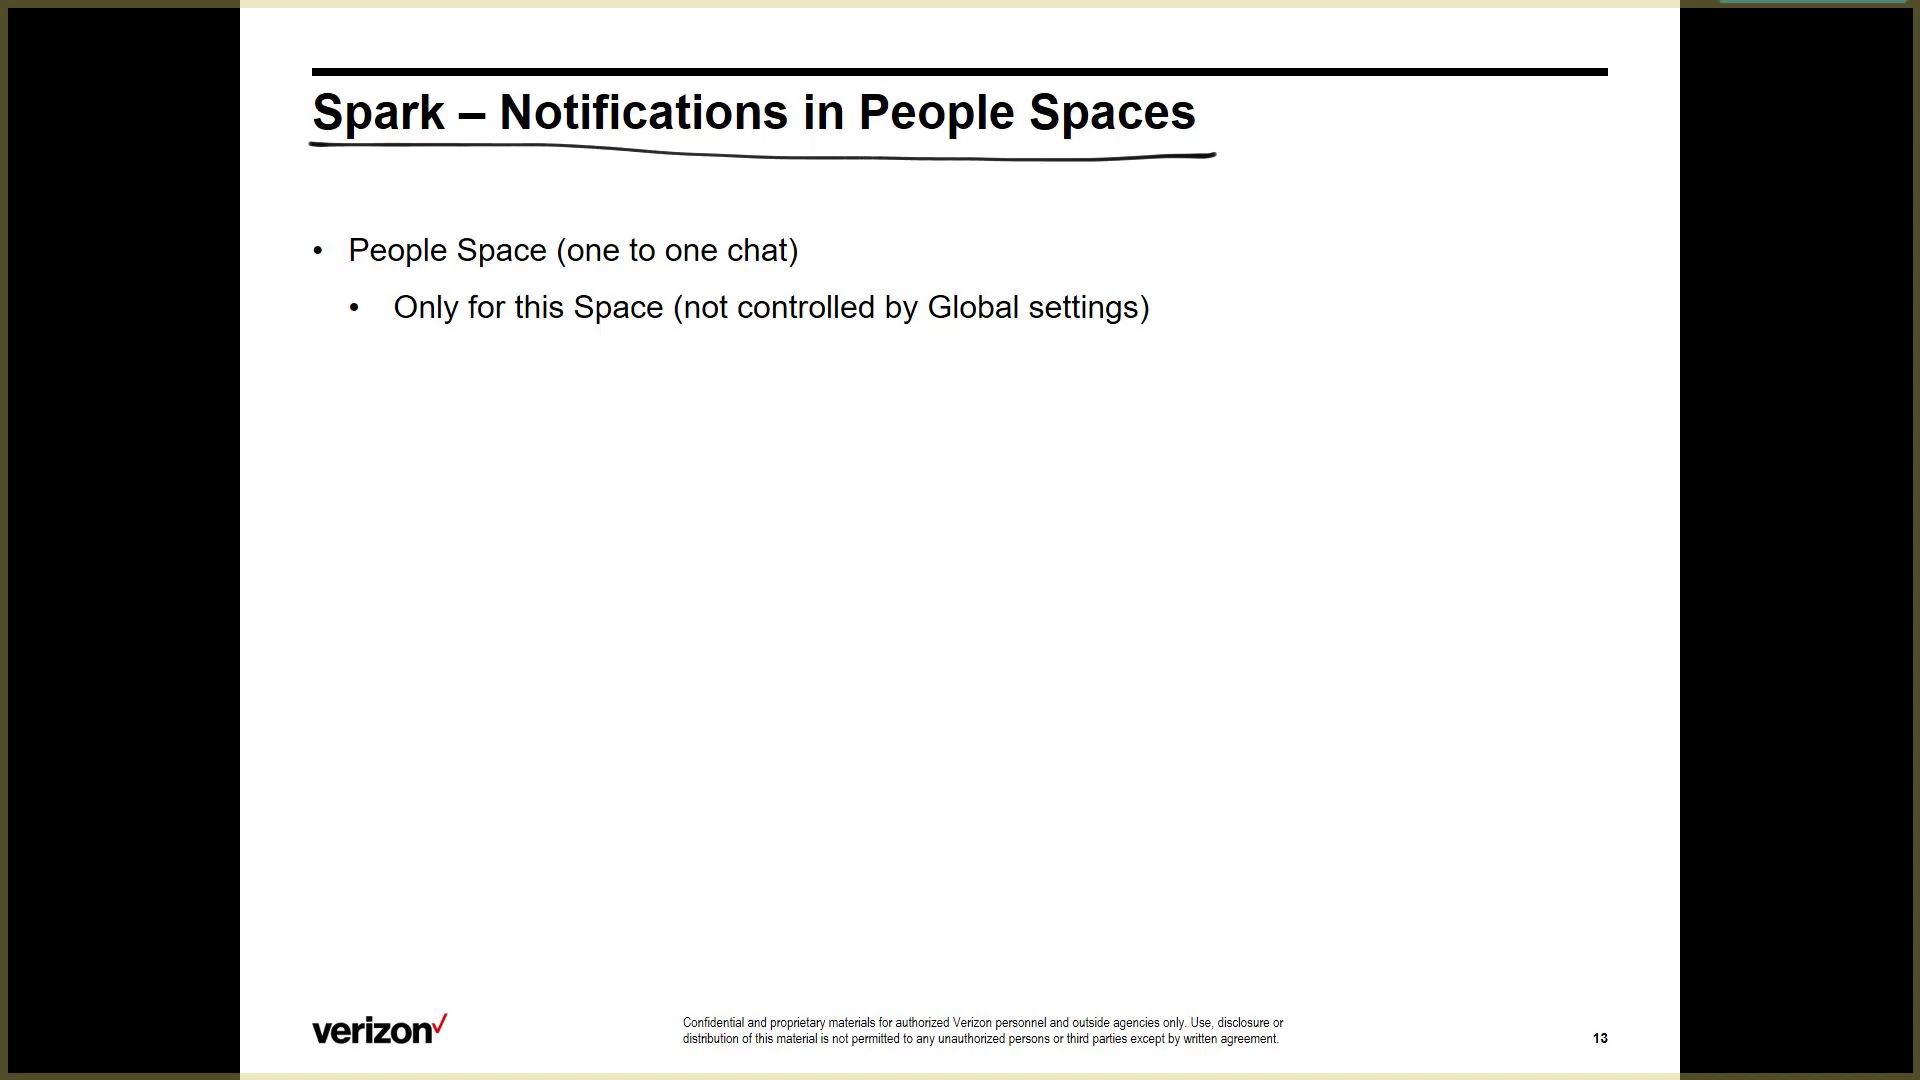 Spark – Notifications in People Spaces
• People Space (one to one chat)
• Only for this Space (not controlled by Global settings)
verizon✓
Confidential and proprietary materials for authorized Verizon personnel and outside agencies only. Use, disclosure or
distribution of this material is not permitted to any unauthorized persons or third parties except by written agreement.
13